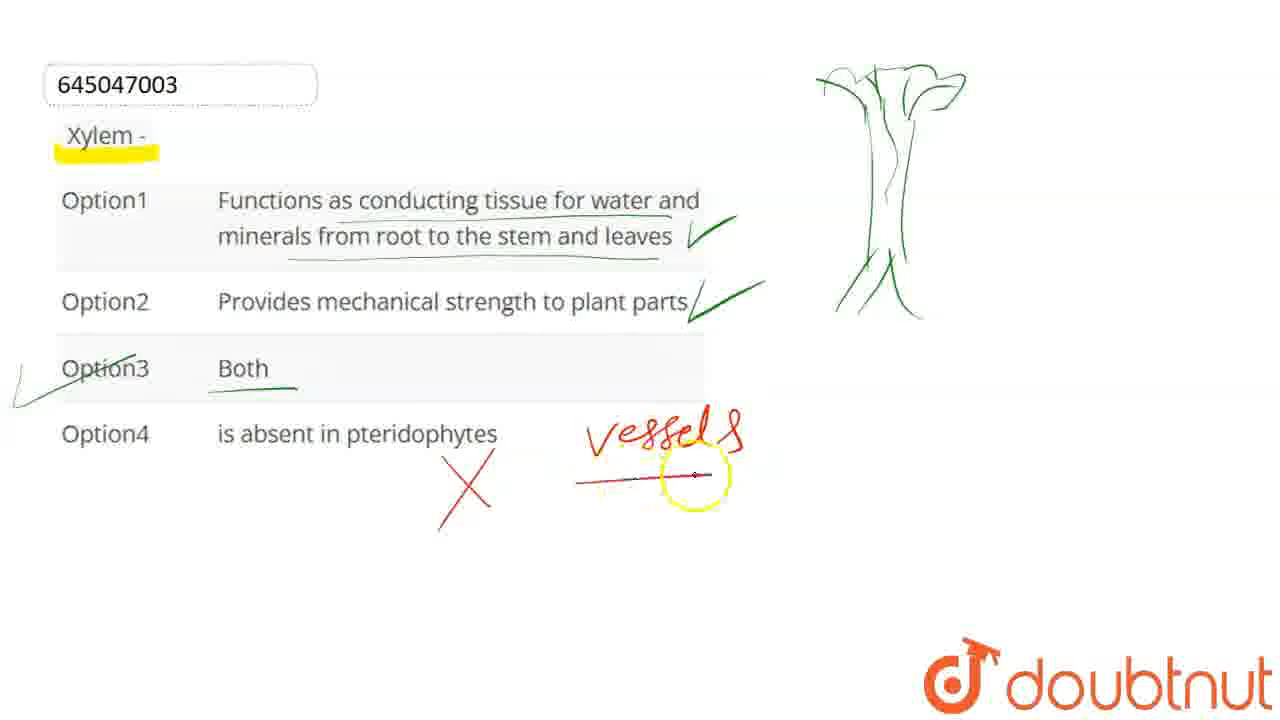 645047003
Xylem -
Option1 Functions as conducting tissue for water and
minerals from root to the stem and leaves
Option2 Provides mechanical strength to plant parts
Option3 Both
Option4 is absent in pteridophytes
vessels
doubtnut